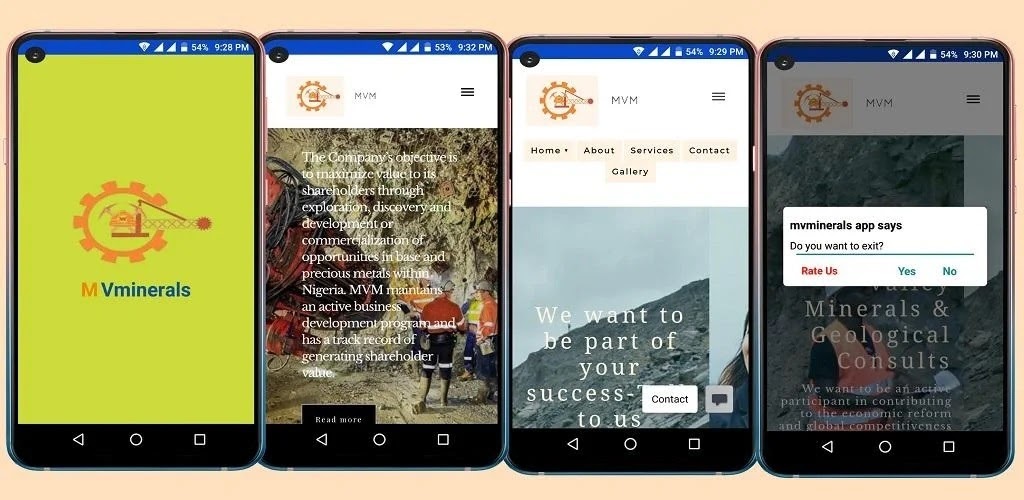 54% 9:28 PM
MVminerals
53% 9:32 PM
MVM
The Company's objective is
to maximize value to its
shareholders through
exploration, discovery and
development or
commercialization of
opportunities in base and
precious metals within
Nigeria. MVM maintains
an active business
development program and
has a track record of
generating shareholder
value.
Read more
54% 9:29 PM
MVM
Home
About
Services
Contact
Gallery
We want to
be part of
your
success-
to us
Contact
54% 9:30 PM
MVM
mvminerals app says
Do you want to exit?
Rate Us
Yes
No
Valley
Minerals &
Geological
Consults
We want to be an active
participant in contributing
to the economic reform
and global competitiveness